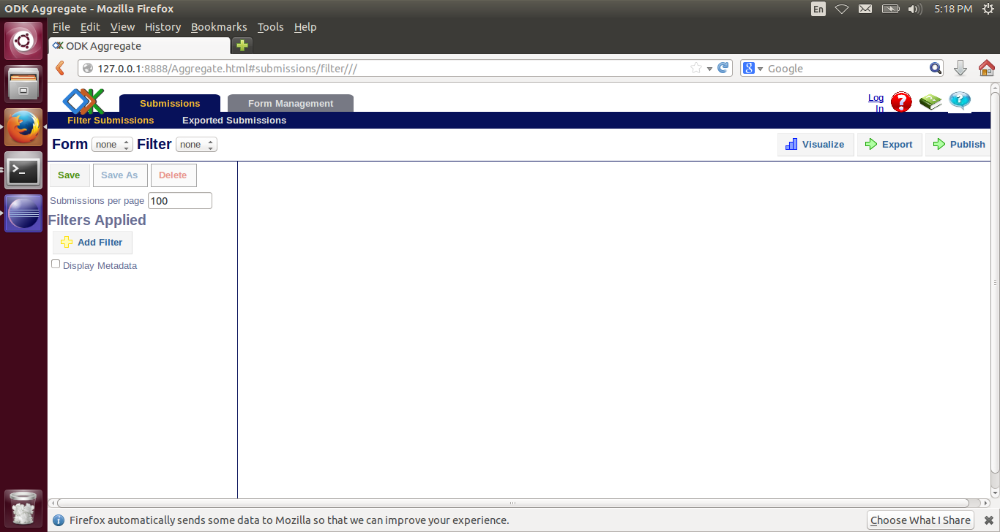 ODK Aggregate - Mozilla Firefox En 5:18 PM
File Edit View History Bookmarks Tools Help
ODK Aggregate
127.0.0.1:8888/Aggregate.html#submissions/filter/// 8 Google
Submissions Form Management Log In
Filter Submissions Exported Submissions
Form none Filter none Visualize Export Publish
Save Save As Delete
Submissions per page 100
Filters Applied
Add Filter
Display Metadata
Firefox automatically sends some data to Mozilla so that we can improve your experience. Choose What I Share